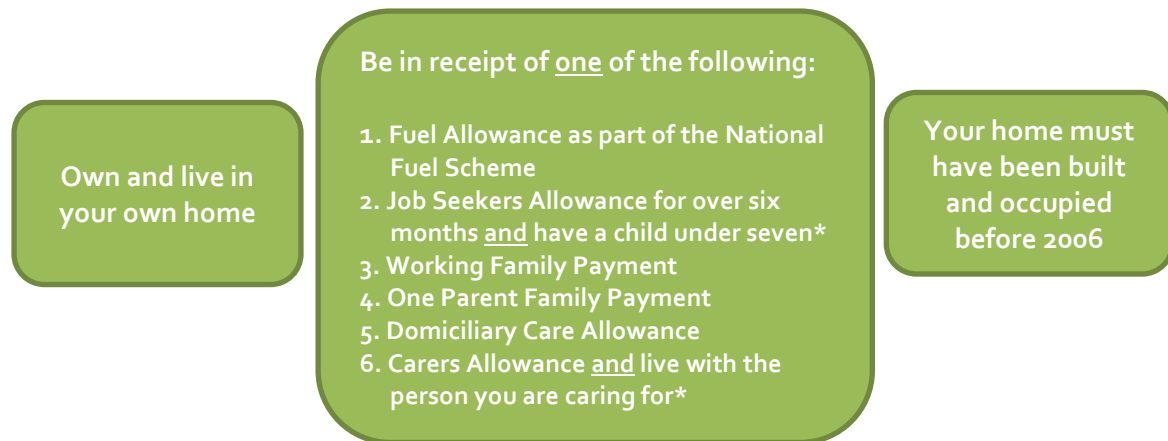 Own and live in
your own home
Be in receipt of one of the following:
1. Fuel Allowance as part of the National
Fuel Scheme
2. Job Seekers Allowance for over six
months and have a child under seven*
3. Working Family Payment
4. One Parent Family Payment
5. Domiciliary Care Allowance
6. Carers Allowance and live with the
person you are caring for*
Your home must
have been built
and occupied
before 2006